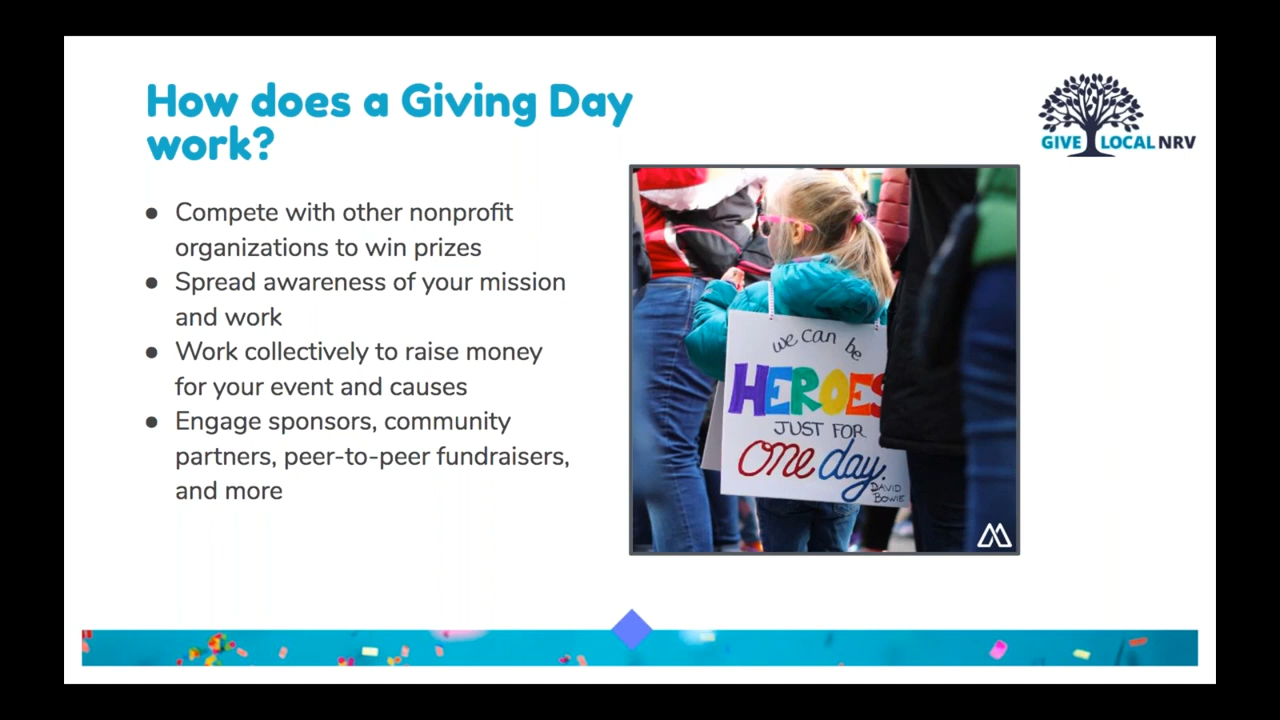 How does a Giving Day
work?
GIVE LOCAL NRV
● Compete with other nonprofit
organizations to win prizes
● Spread awareness of your mission
and work
● Work collectively to raise money
for your event and causes
● Engage sponsors, community
partners, peer-to-peer fundraisers,
and more
we can be
HEROES
JUST FOR
one day.
DAVID
BOWIE